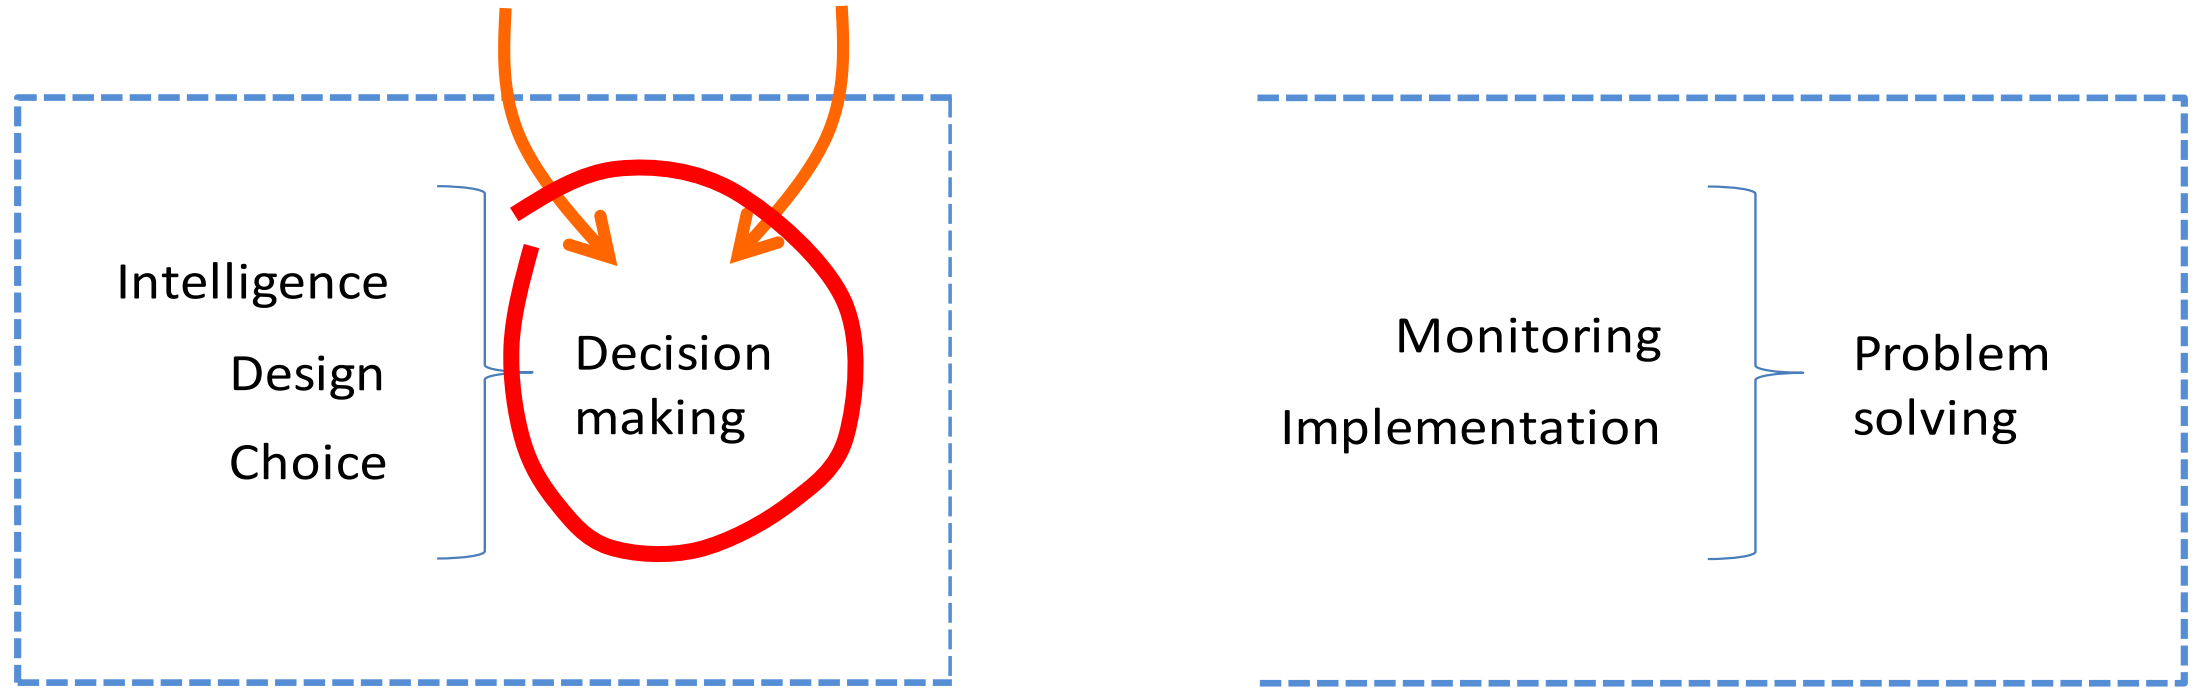 Intelligence
Design
Choice
Decision
making
Monitoring
Implementation
Problem
solving